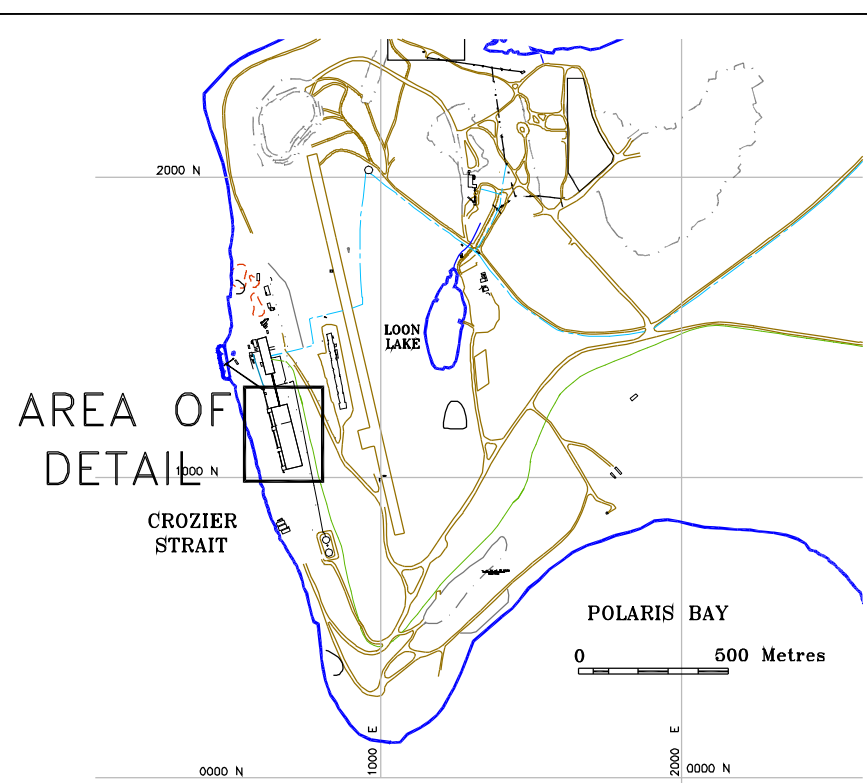 2000 N
LOON
LAKE
AREA OF
DETAIL
1000 N
CROZIER
STRAIT
POLARIS BAY
0 500 Metres
1000 E
2000 E
0000 N
0000 N